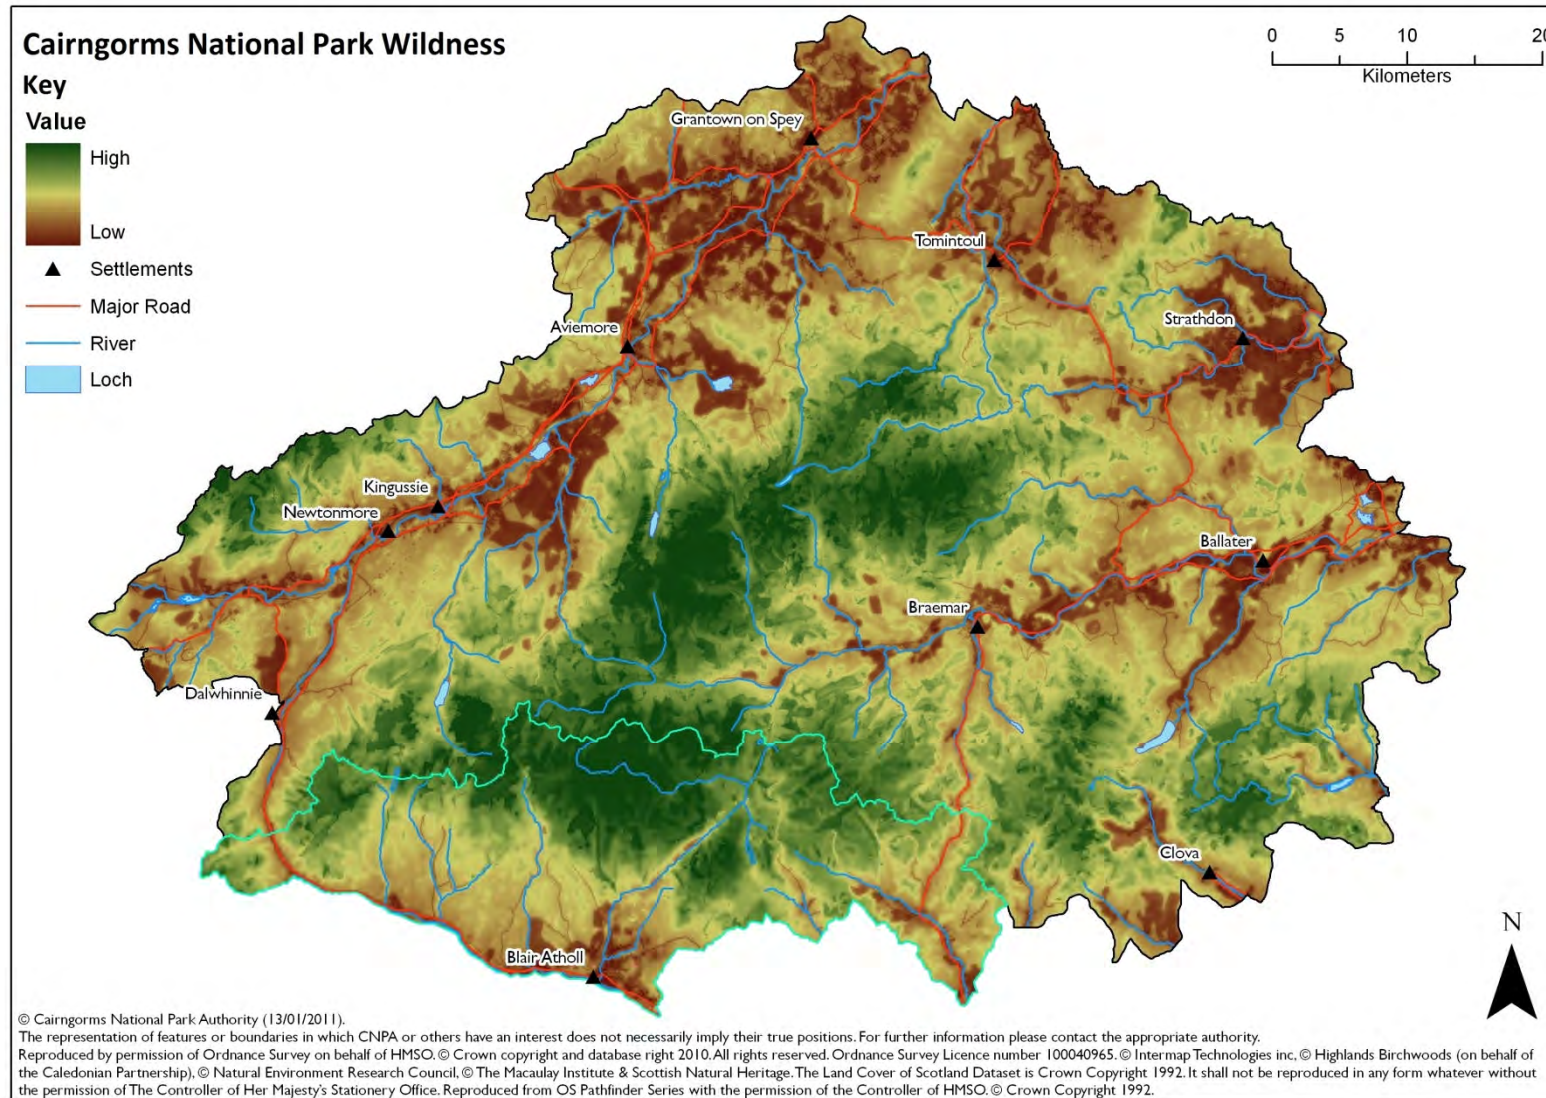 Cairngorms National Park Wildness
Key
Value
High
Low
Settlements
Major Road
River
Loch
0 5 10 20
Kilometers
Grantown on Spey
Tomintoul
Strathdon
Aviemore
Kingussie
Newtonmore
Ballater
Braemar
Dalwhinnie
Clova
Blair Atholl
N
© Cairngorms National Park Authority (13/01/2011).
The representation of features or boundaries in which CNPA or others have an interest does not necessarily imply their true positions. For further information please contact the appropriate authority.
Reproduced by permission of Ordnance Survey on behalf of HMSO. © Crown copyright and database right 2010. All rights reserved. Ordnance Survey Licence number 100040965. © Intermap Technologies inc, © Highlands Birchwoods (on behalf of
the Caledonian Partnership), © Natural Environment Research Council, © The Macaulay Institute & Scottish Natural Heritage. The Land Cover of Scotland Dataset is Crown Copyright 1992. It shall not be reproduced in any form whatever without
the permission of The Controller of Her Majesty's Stationery Office. Reproduced from OS Pathfinder Series with the permission of the Controller of HMSO. © Crown Copyright 1992.